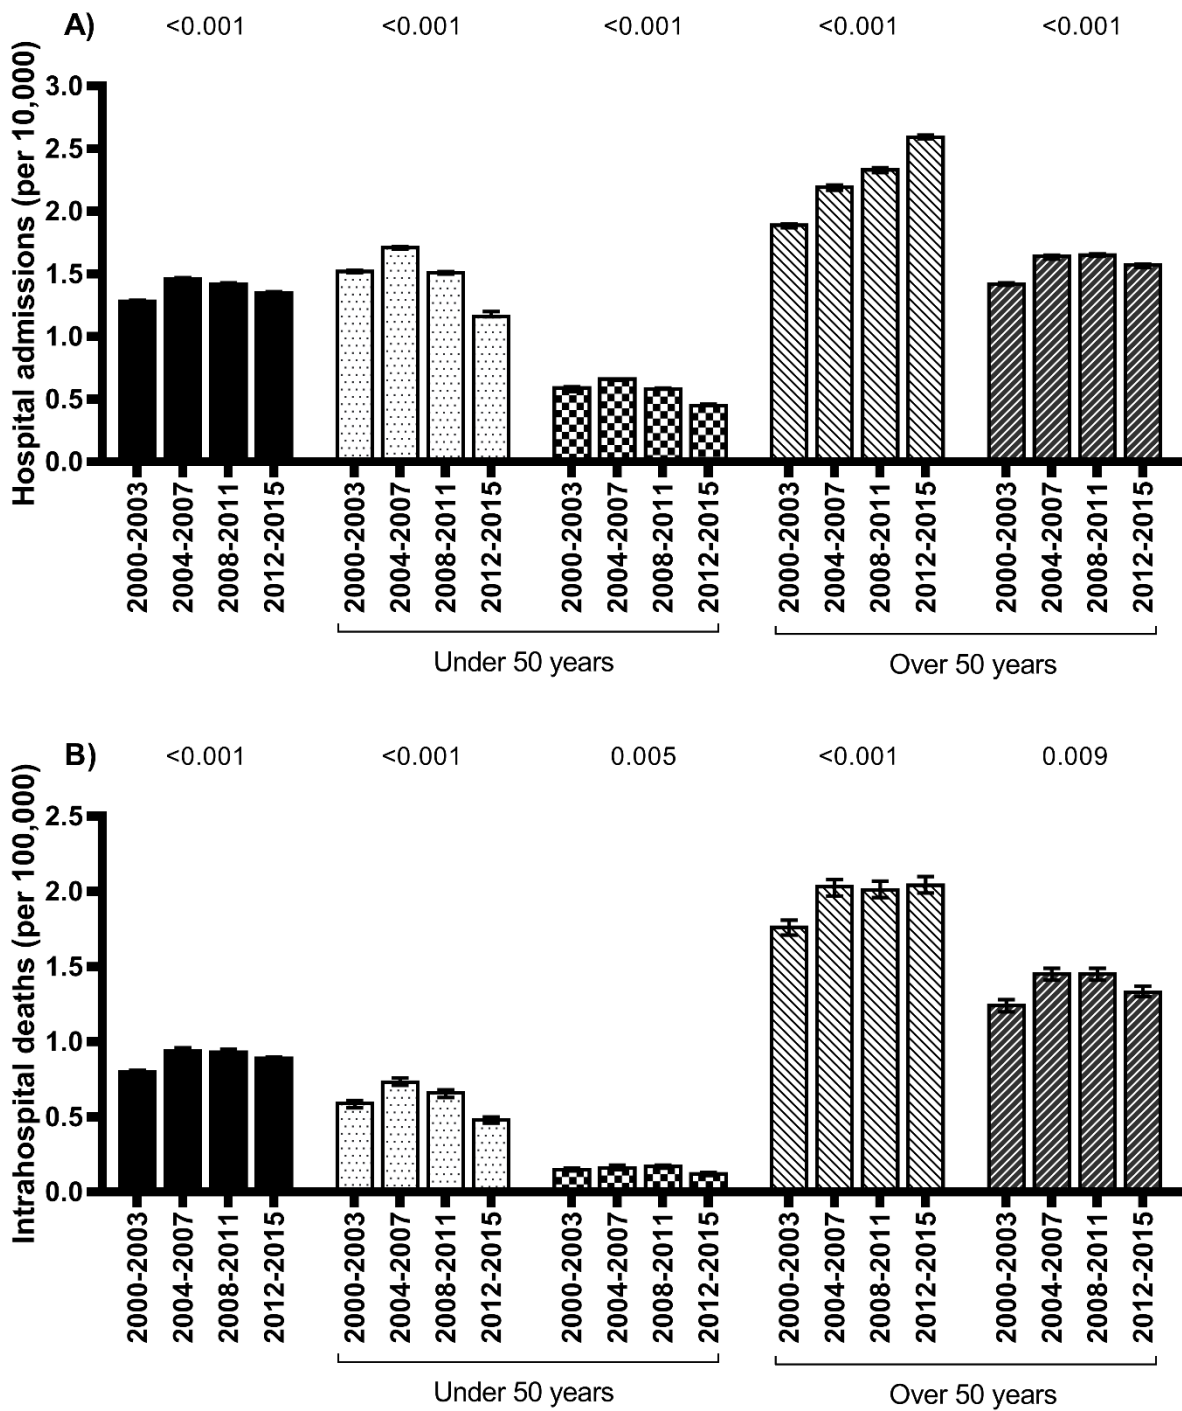 A) <0.001 <0.001 <0.001 <0.001 <0.001
Hospital admissions (per 10,000)
3.0
2.5
2.0
1.5
1.0
0.5
0.0
2000-2003 2004-2007 2008-2011 2012-2015 2000-2003 2004-2007 2008-2011 2012-2015 2000-2003 2004-2007 2008-2011 2012-2015 2000-2003 2004-2007 2008-2011 2012-2015 2000-2003 2004-2007 2008-2011 2012-2015
Under 50 years Over 50 years
B) <0.001 <0.001 0.005 <0.001 0.009
Intrahospital deaths (per 100,000)
2.5
2.0
1.5
1.0
0.5
0.0
2000-2003 2004-2007 2008-2011 2012-2015 2000-2003 2004-2007 2008-2011 2012-2015 2000-2003 2004-2007 2008-2011 2012-2015 2000-2003 2004-2007 2008-2011 2012-2015 2000-2003 2004-2007 2008-2011 2012-2015
Under 50 years Over 50 years